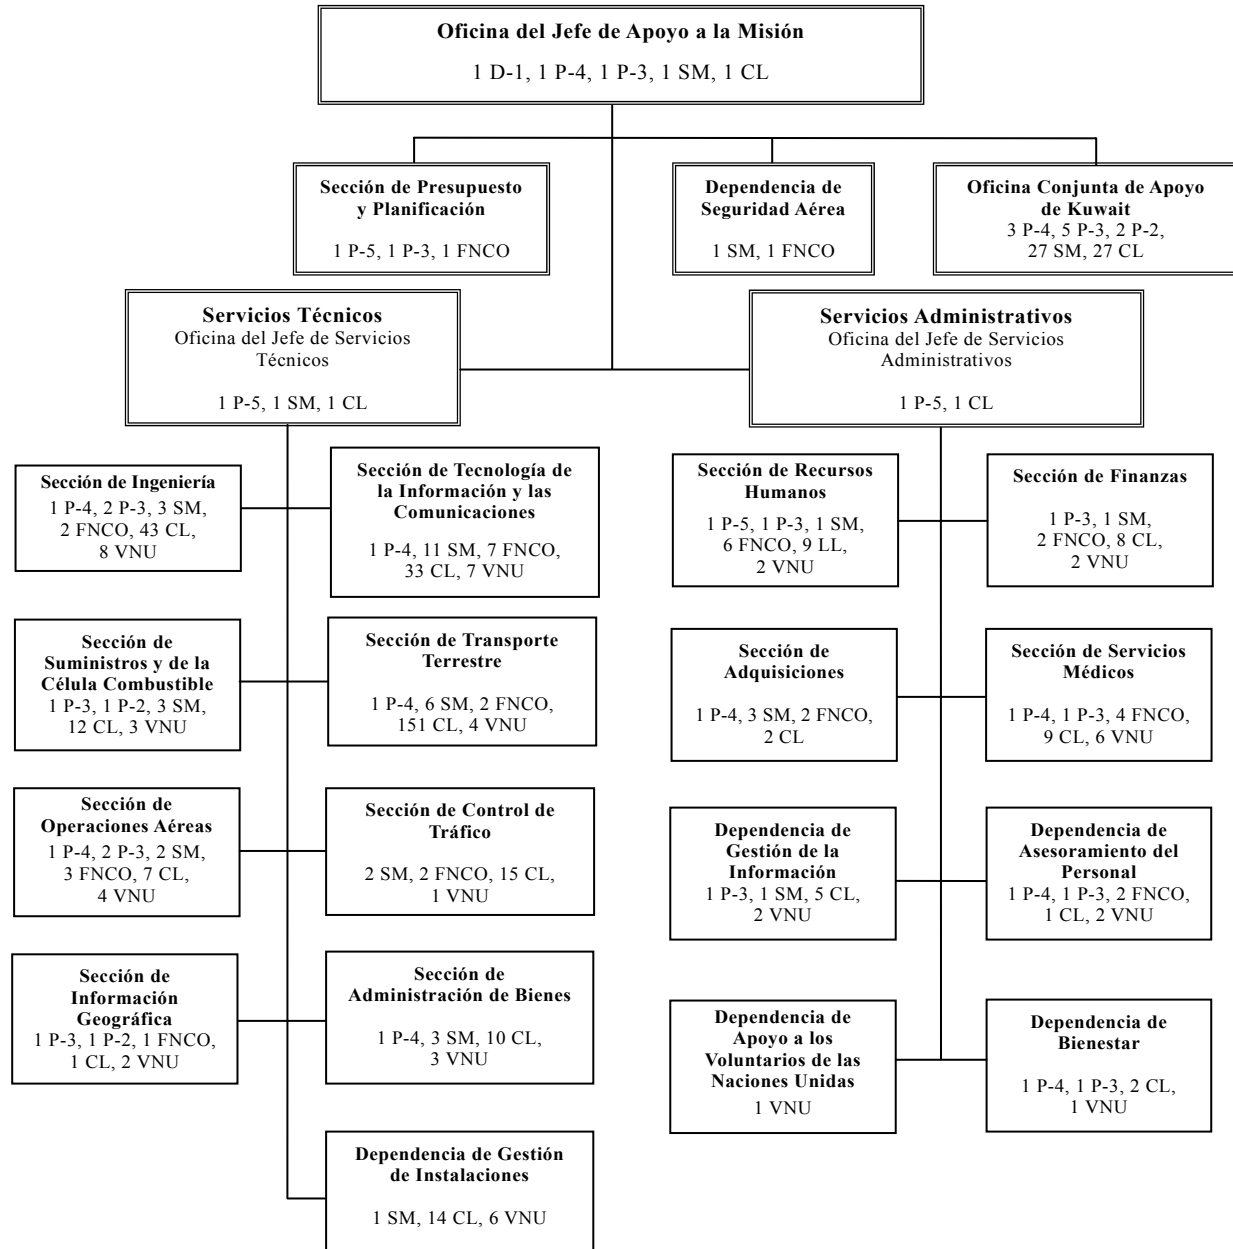 Oficina del Jefe de Apoyo a la Misión
1 D-1, 1 P-4, 1 P-3, 1 SM, 1 CL
Sección de Presupuesto
y Planificación
1 P-5, 1 P-3, 1 FNCO
Dependencia de
Seguridad Aérea
1 SM, 1 FNCO
Oficina Conjunta de Apoyo
de Kuwait
3 P-4, 5 P-3, 2 P-2,
27 SM, 27 CL
Servicios Técnicos
Oficina del Jefe de Servicios
Técnicos
1 P-5, 1 SM, 1 CL
Servicios Administrativos
Oficina del Jefe de Servicios
Administrativos
1 P-5, 1 CL
Sección de Ingeniería
1 P-4, 2 P-3, 3 SM,
2 FNCO, 43 CL,
8 VNU
Sección de Tecnología de
la Información y las
Comunicaciones
1 P-4, 11 SM, 7 FNCO,
33 CL, 7 VNU
Sección de Recursos
Humanos
1 P-5, 1 P-3, 1 SM,
6 FNCO, 9 LL,
2 VNU
Sección de Finanzas
1 P-3, 1 SM,
2 FNCO, 8 CL,
2 VNU
Sección de
Suministros y de la
Célula Combustible
1 P-3, 1 P-2, 3 SM,
12 CL, 3 VNU
Sección de Transporte
Terrestre
1 P-4, 6 SM, 2 FNCO,
151 CL, 4 VNU
Sección de
Adquisiciones
1 P-4, 3 SM, 2 FNCO,
2 CL
Sección de Servicios
Médicos
1 P-4, 1 P-3, 4 FNCO,
9 CL, 6 VNU
Sección de
Operaciones Aéreas
1 P-4, 2 P-3, 2 SM,
3 FNCO, 7 CL,
4 VNU
Sección de Control de
Tráfico
2 SM, 2 FNCO, 15 CL,
1 VNU
Dependencia de
Gestión de la
Información
1 P-3, 1 SM, 5 CL,
2 VNU
Dependencia de
Asesoramiento del
Personal
1 P-4, 1 P-3, 2 FNCO,
1 CL, 2 VNU
Sección de
Información
Geográfica
1 P-3, 1 P-2, 1 FNCO,
1 CL, 2 VNU
Sección de
Administración de Bienes
1 P-4, 3 SM, 10 CL,
3 VNU
Dependencia de
Apoyo a los
Voluntarios de las
Naciones Unidas
1 VNU
Dependencia de
Bienestar
1 P-4, 1 P-3, 2 CL,
1 VNU
Dependencia de Gestión
de Instalaciones
1 SM, 14 CL, 6 VNU